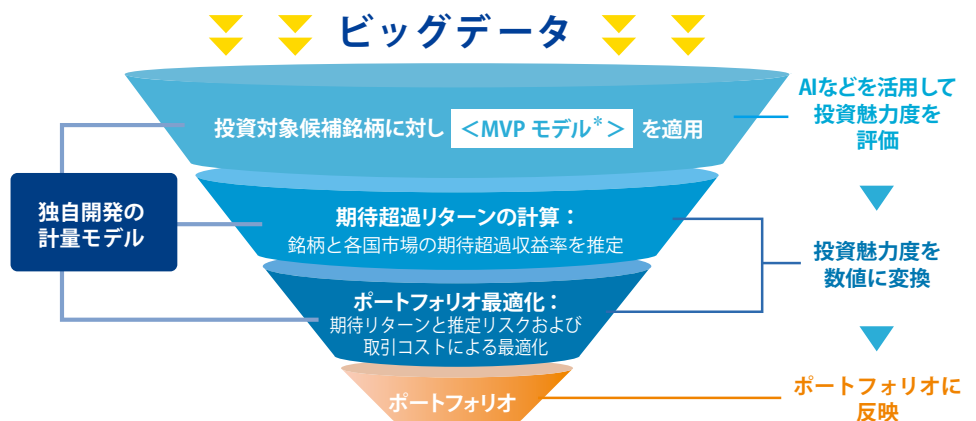 ビッグデータ
投資対象候補銘柄に対し <MVP モデル*> を適用
AIなどを活用して
投資魅力度を
評価
独自開発の
計量モデル
期待超過リターンの計算：
銘柄と各国市場の期待超過収益率を推定
投資魅力度を
数値に変換
ポートフォリオ最適化：
期待リターンと推定リスクおよび
取引コストによる最適化
ポートフォリオ
ポートフォリオに
反映